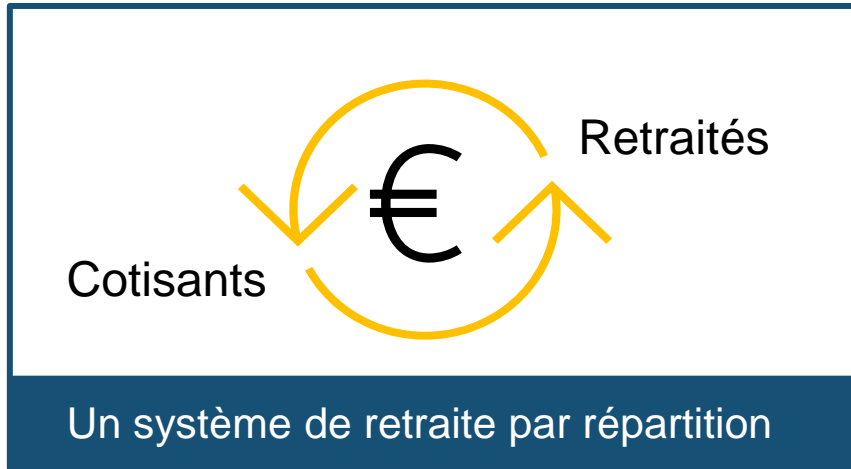 Retraités
€
Cotisants
Un système de retraite par répartition